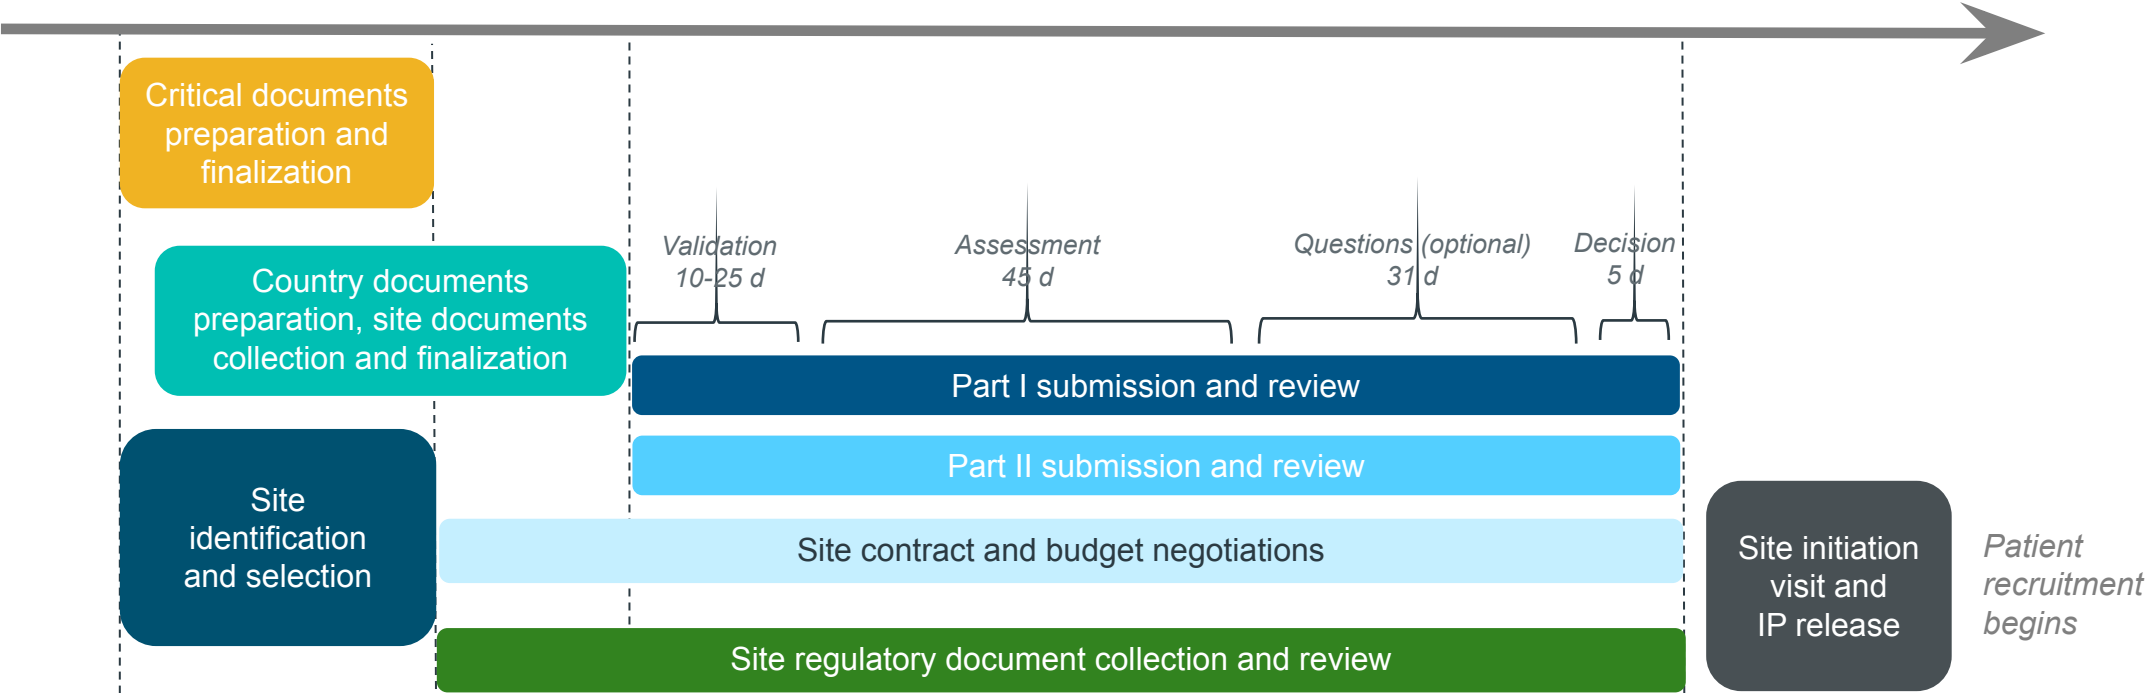 Critical documents
preparation and
finalization
Country documents
preparation, site documents
collection and finalization
Validation
10-25 d
Assessment
45 d
Questions (optional)
31 d
Decision
5 d
Part I submission and review
Part II submission and review
Site
identification
and selection
Site contract and budget negotiations
Site regulatory document collection and review
Site initiation
visit and
IP release
Patient
recruitment
begins